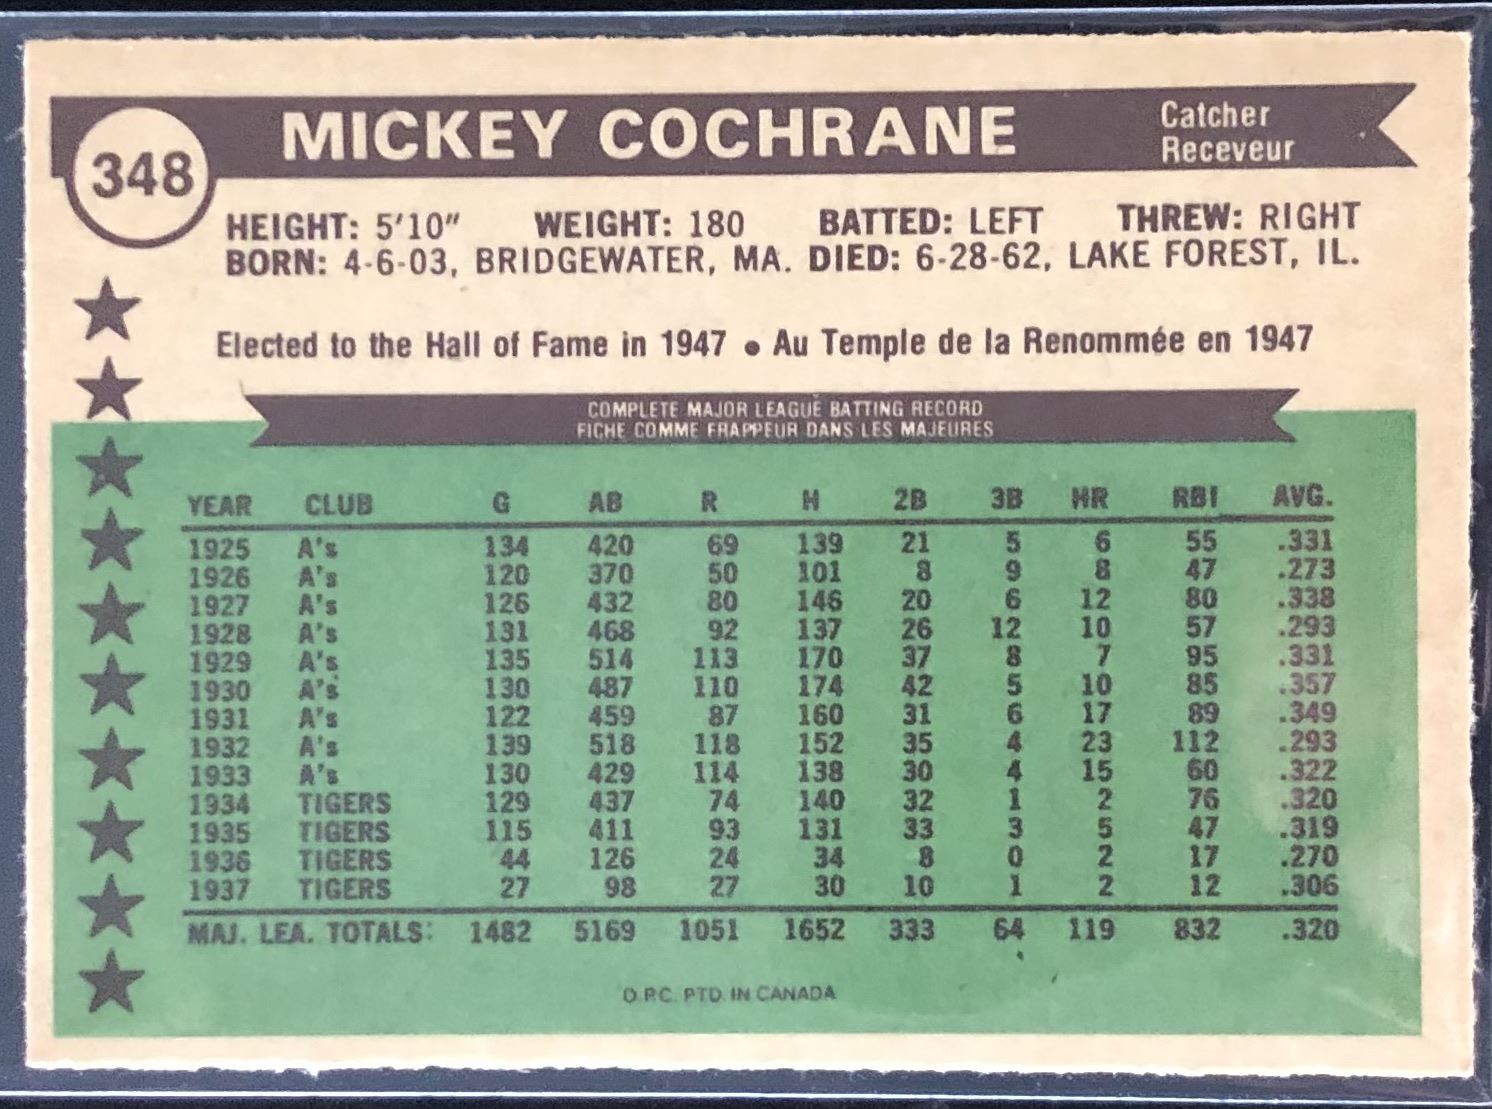 348
MICKEY COCHRANE
Catcher
Receveur
HEIGHT: 5'10" WEIGHT: 180 BATTED: LEFT THREW: RIGHT
BORN: 4-6-03, BRIDGEWATER, MA. DIED: 6-28-62, LAKE FOREST, IL.
Elected to the Hall of Fame in 1947 • Au Temple de la Renommée en 1947
COMPLETE MAJOR LEAGUE BATTING RECORD
FICHE COMME FRAPPEUR DANS LES MAJEURES
YEAR CLUB G AB R H 2B 3B HR RBI AVG.
1925 A's 134 420 69 139 21 5 6 55 .331
1926 A's 120 370 50 101 8 9 8 47 .273
1927 A's 126 432 80 146 20 6 12 80 .338
1928 A's 131 468 92 137 26 12 10 57 .293
1929 A's 135 514 113 170 37 8 7 95 .331
1930 A's 130 487 110 174 42 5 10 85 .357
1931 A's 122 459 87 160 31 6 17 89 .349
1932 A's 139 518 118 152 35 4 23 112 .293
1933 A's 130 429 114 138 30 4 15 60 .322
1934 TIGERS 129 437 74 140 32 1 2 76 .320
1935 TIGERS 115 411 93 131 33 3 5 47 .319
1936 TIGERS 44 126 24 34 8 0 2 17 .270
1937 TIGERS 27 98 27 30 10 1 2 12 .306
MAJ. LEA. TOTALS: 1482 5169 1051 1652 333 64 119 832 .320
O.P.C. PTD. IN CANADA